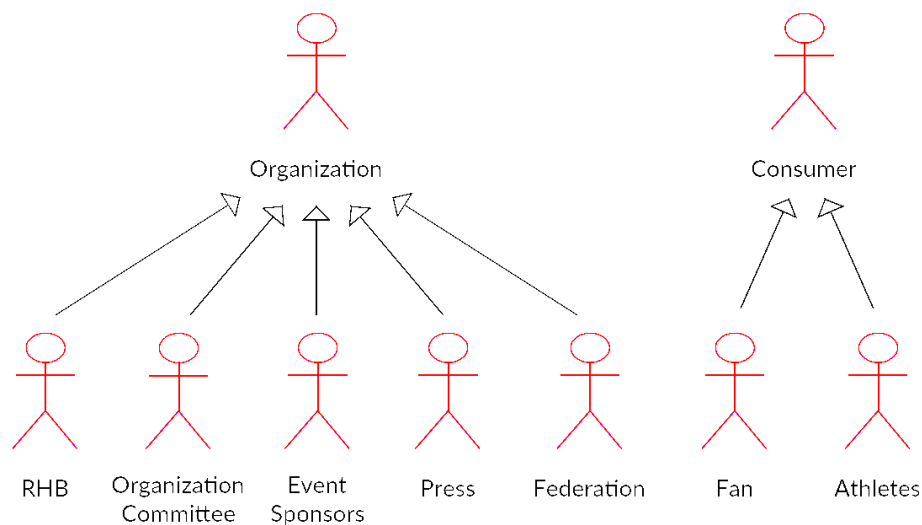 Organization
Consumer
RHB
Organization
Committee
Event
Sponsors
Press
Federation
Fan
Athletes